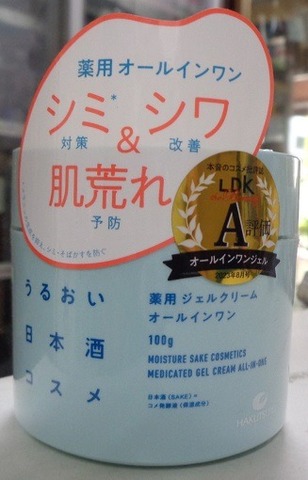 薬用オールインワン
シミ* シワ
対策 & 改善
肌荒れ
予防
本音のコスメ批評誌
LDK
A評価
オールインワンジェル
2023年8月号
うるおい
日本酒
コスメ
薬用 ジェルクリーム
オールインワン
100g
MOISTURE SAKE COSMETICS
MEDICATED GEL CREAM ALL-IN-ONE
日本酒(SAKE)*
コメ発酵液(保湿成分)